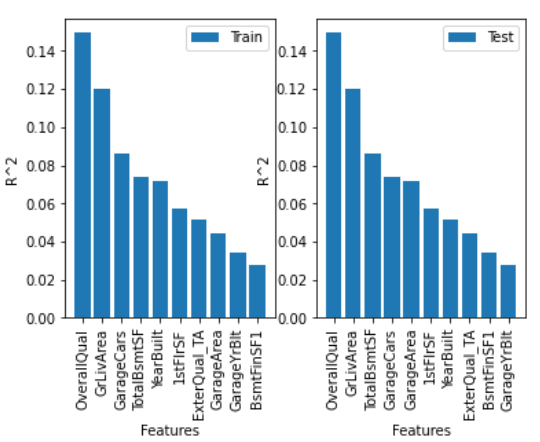 Train
R^2
0.14
0.12
0.10
0.08
0.06
0.04
0.02
0.00
OverallQual
GrLivArea
GarageCars
TotalBsmtSF
YearBuilt
1stFlrSF
ExterQual_TA
GarageArea
GarageYrBlt
BsmtFinSF1
Features
Test
R^2
0.14
0.12
0.10
0.08
0.06
0.04
0.02
0.00
OverallQual
GrLivArea
TotalBsmtSF
GarageCars
GarageArea
1stFlrSF
YearBuilt
ExterQual_TA
BsmtFinSF1
GarageYrBlt
Features